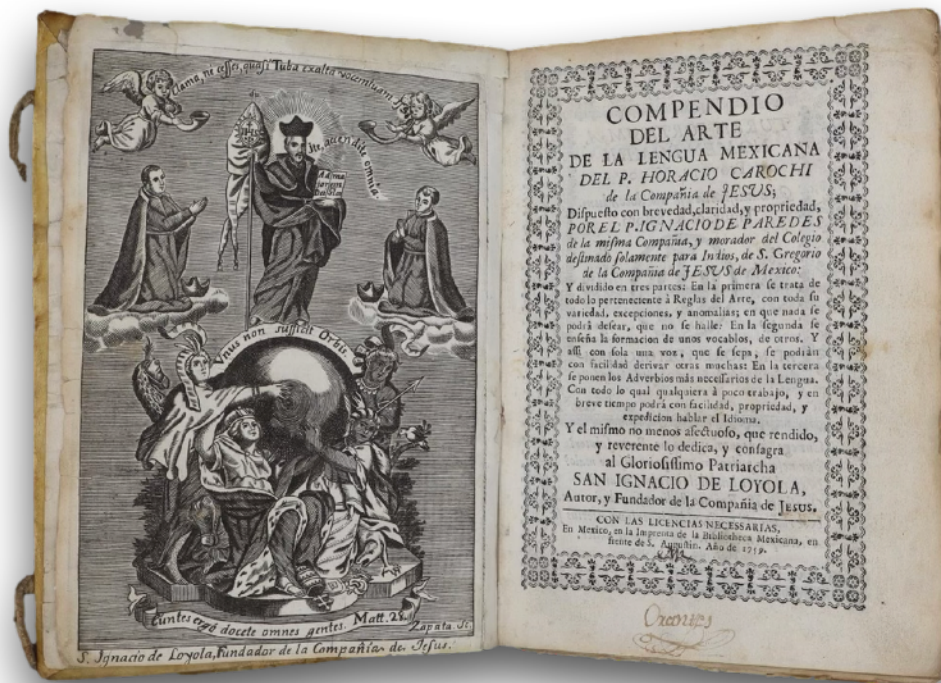 clama, ne cesses, quasi Tuba exalta vocem tuam
Ite, accendite omnia.
Ad
maiorem
Dei Glor
Vnus non sufficit Orbis.
Euntes ergò docete omnes gentes. Matt. 28.
Zapata Sc.
S. Ignacio de Loyola, Fundador de la Compañia de Jesus.
COMPENDIO
DEL ARTE
DE LA LENGUA MEXICANA
DEL P. HORACIO CAROCHI
de la Compañia de JESUS;
Dispuesto con brevedad, claridad, y propriedad,
POR EL P. IGNACIO DE PAREDES
de la misma Compañia, y morador del Colegio
destinado solamente para Indios, de S. Gregorio
de la Compañia de JESUS de Mexico:
Y dividido en tres partes: En la primera se trata de
todo lo perteneciente à Reglas del Arte, con toda su
variedad, excepciones, y anomalias; en que nada se
podrà desear, que no se halle: En la segunda se
enseña la formacion de unos vocablos, de otros. Y
assi con sola una voz, que se sepa, se podràn
con facilidad derivar otras muchas: En la tercera
se ponen los Adverbios màs necessarios de la Lengua.
Con todo lo qual qualquiera à poco trabajo, y en
breve tiempo podrà con facilidad, propriedad, y
expedicion hablar el Idioma.
Y el mismo no menos afectuoso, que rendido,
y reverente lo dedica, y consagra
al Gloriosissimo Patriarcha
SAN IGNACIO DE LOYOLA,
Autor, y Fundador de la Compañia de JESUS.
CON LAS LICENCIAS NECESSARIAS,
En Mexico, en la Imprenta de la Bibliotheca Mexicana, en
frente de S. Augustin. Año de 1759.